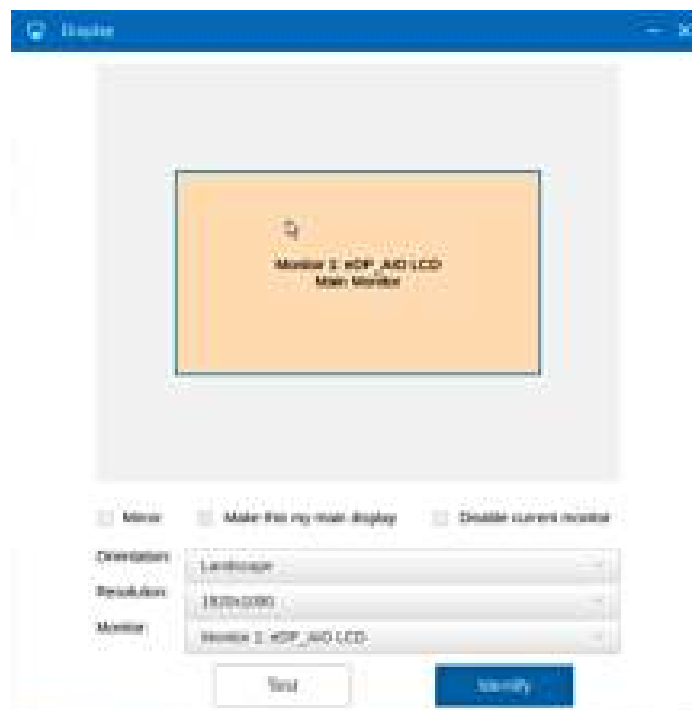 Display
Monitor 1: eDP_AIO LCD
Main Monitor
Mirror
Make this my main display
Disable current monitor
Orientation:
Landscape
Resolution:
1920x1080
Monitor:
Monitor 1: eDP_AIO LCD
Test
Identify